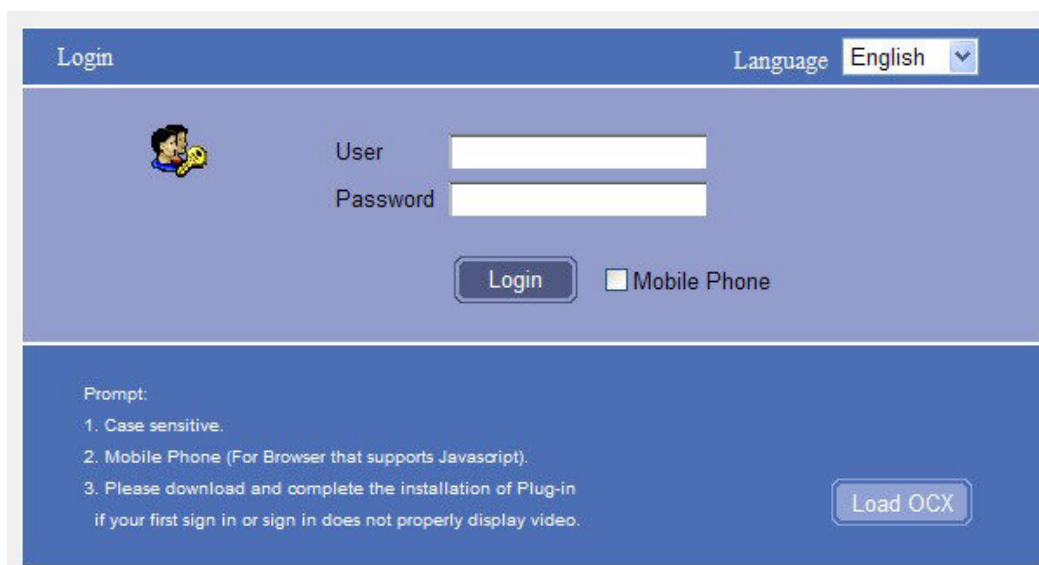 Login
Language English
User
Password
Login Mobile Phone
Prompt:
1. Case sensitive.
2. Mobile Phone (For Browser that supports Javascript).
3. Please download and complete the installation of Plug-in
if your first sign in or sign in does not properly display video.
Load OCX